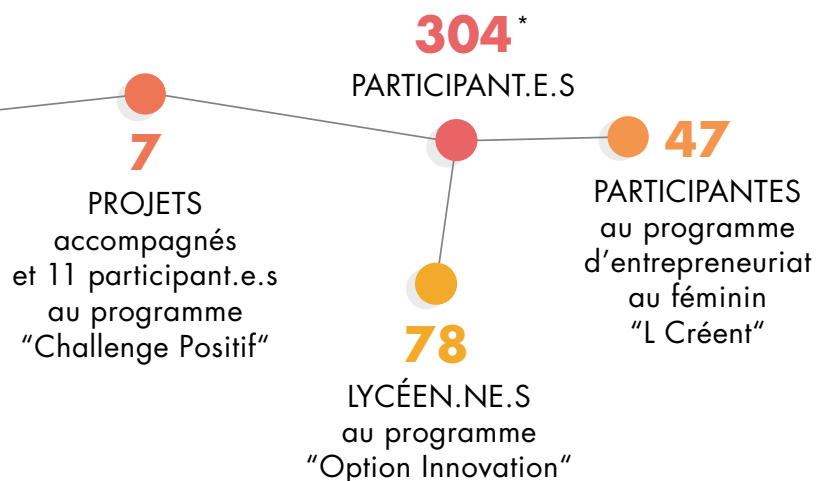 304*
PARTICIPANT.E.S
7
PROJETS
accompagnés
et 11 participant.e.s
au programme
“Challenge Positif“
47
PARTICIPANTES
au programme
d’entrepreneuriat
au féminin
“L Créent“
78
LYCÉEN.NE.S
au programme
“Option Innovation“